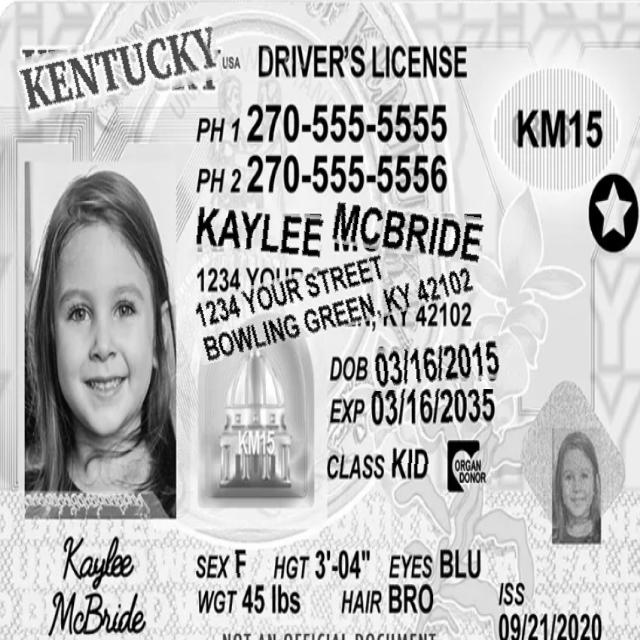 KENTUCKY USA DRIVER'S LICENSE
PH 1 270-555-5555
KM15
PH 2 270-555-5556
KAYLEE MCBRIDE
1234 YOUR STREET
BOWLING GREEN, KY 42102
1234 YOUR
KY 42102
DOB 03/16/2015
EXP 03/16/2035
KM15
CLASS KID
ORGAN
DONOR
Kaylee
McBride
SEX F HGT 3'-04" EYES BLU
WGT 45 lbs HAIR BRO
ISS
09/21/2020
NOT AN OFFICIAL DOCUMENT